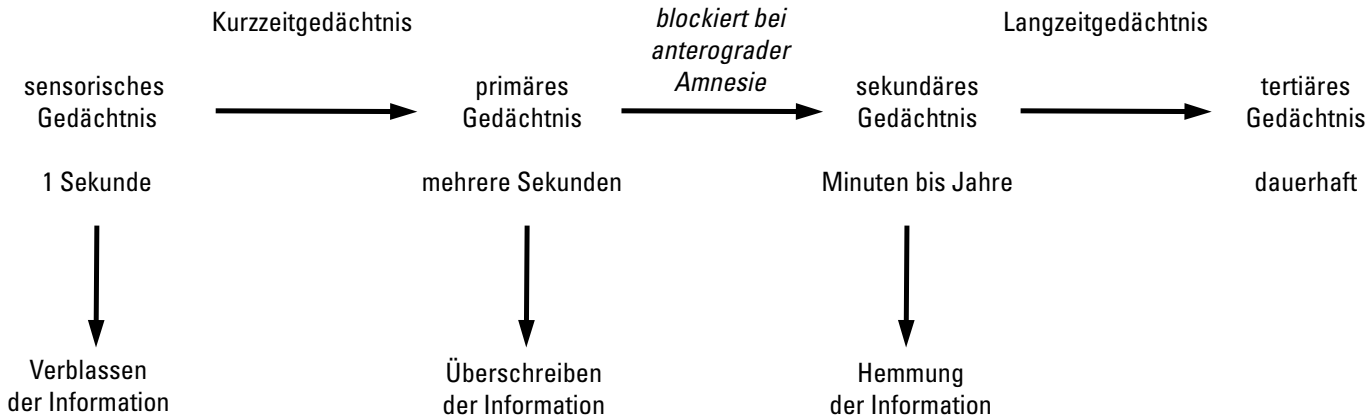 Kurzzeitgedächtnis
blockiert bei
anterograder
Amnesie
Langzeitgedächtnis
sensorisches
Gedächtnis
primäres
Gedächtnis
sekundäres
Gedächtnis
tertiäres
Gedächtnis
1 Sekunde
mehrere Sekunden
Minuten bis Jahre
dauerhaft
Verblassen
der Information
Überschreiben
der Information
Hemmung
der Information